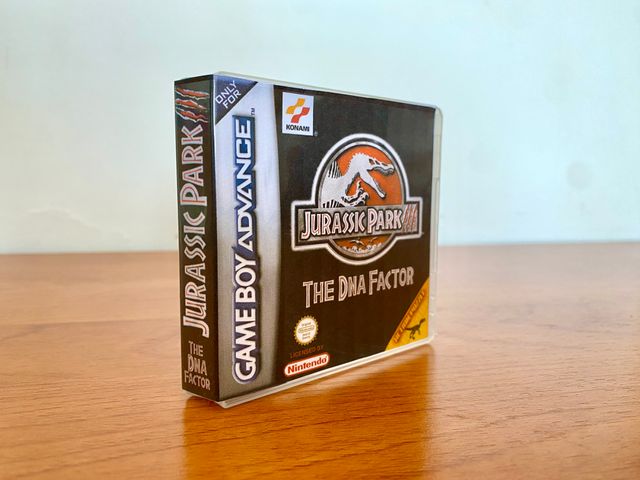 JURASSIC PARK III
THE
DNA
FACTOR
ONLY
FOR
GAME BOY ADVANCE™
KONAMI
JURASSIC PARK III
THE DNA FACTOR
LICENSED BY
Nintendo